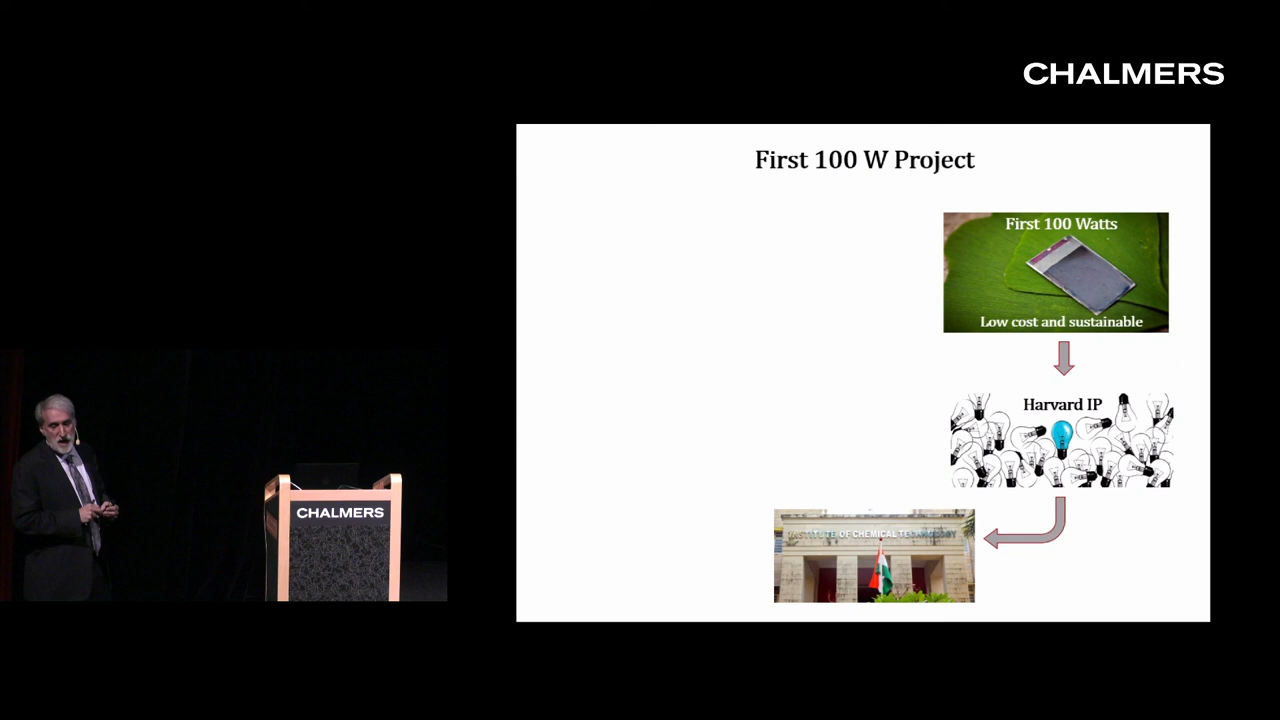 CHALMERS
First 100 W Project
First 100 Watts
Low cost and sustainable
Harvard IP
INSTITUTE OF CHEMICAL TECHNOLOGY
CHALMERS